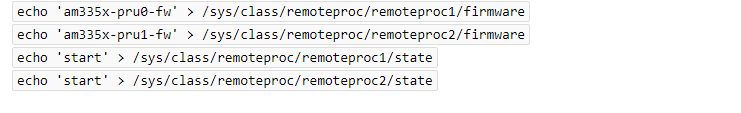 echo 'am335x-pru0-fw' > /sys/class/remoteproc/remoteproc1/firmware
echo 'am335x-pru1-fw' > /sys/class/remoteproc/remoteproc2/firmware
echo 'start' > /sys/class/remoteproc/remoteproc1/state
echo 'start' > /sys/class/remoteproc/remoteproc2/state